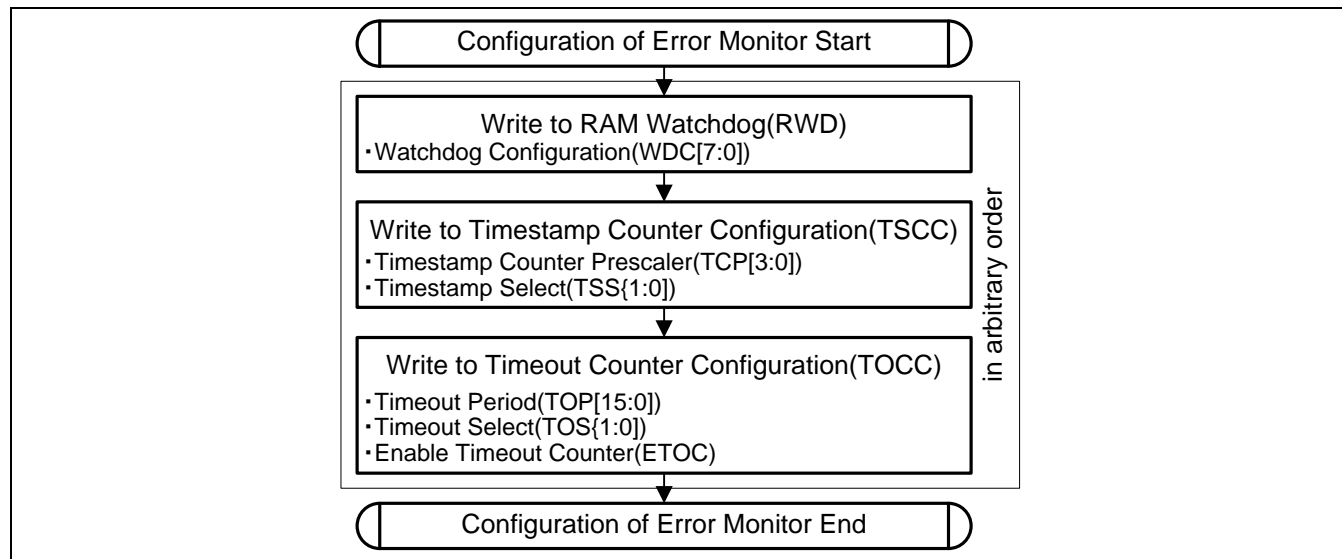 Configuration of Error Monitor Start
Write to RAM Watchdog(RWD)
・Watchdog Configuration(WDC[7:0])
Write to Timestamp Counter Configuration(TSCC)
・Timestamp Counter Prescaler(TCP[3:0])
・Timestamp Select(TSS{1:0])
Write to Timeout Counter Configuration(TOCC)
・Timeout Period(TOP[15:0])
・Timeout Select(TOS{1:0])
・Enable Timeout Counter(ETOC)
in arbitrary order
Configuration of Error Monitor End